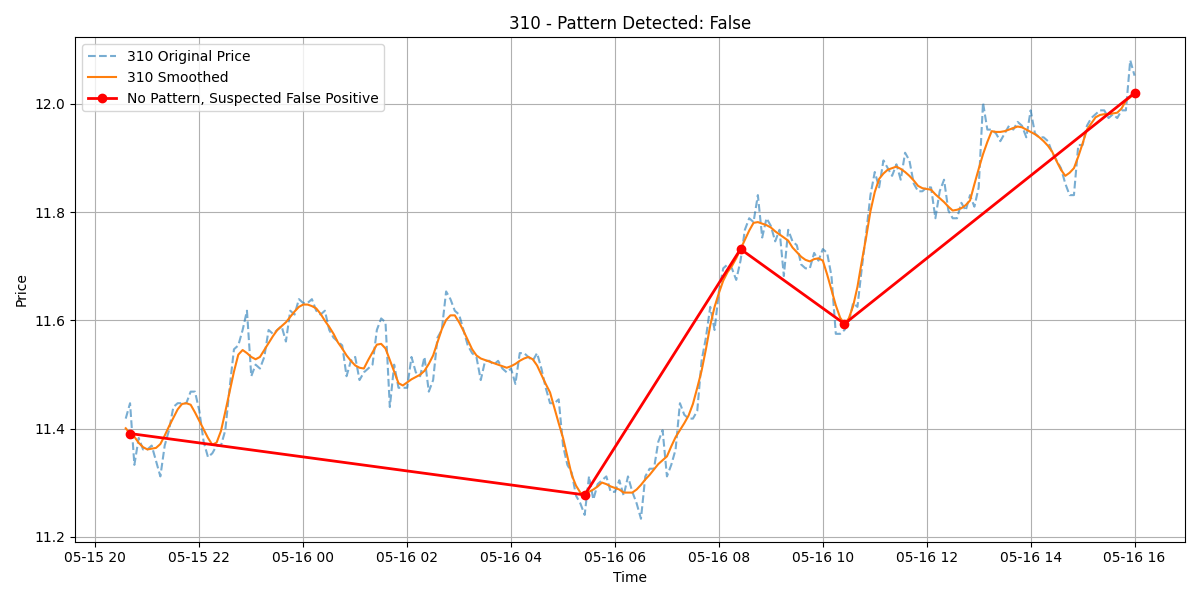 310 - Pattern Detected: False
310 Original Price
310 Smoothed
No Pattern, Suspected False Positive
Price
12.0
11.8
11.6
11.4
11.2
05-15 20 05-15 22 05-16 00 05-16 02 05-16 04 05-16 06 05-16 08 05-16 10 05-16 12 05-16 14 05-16 16
Time